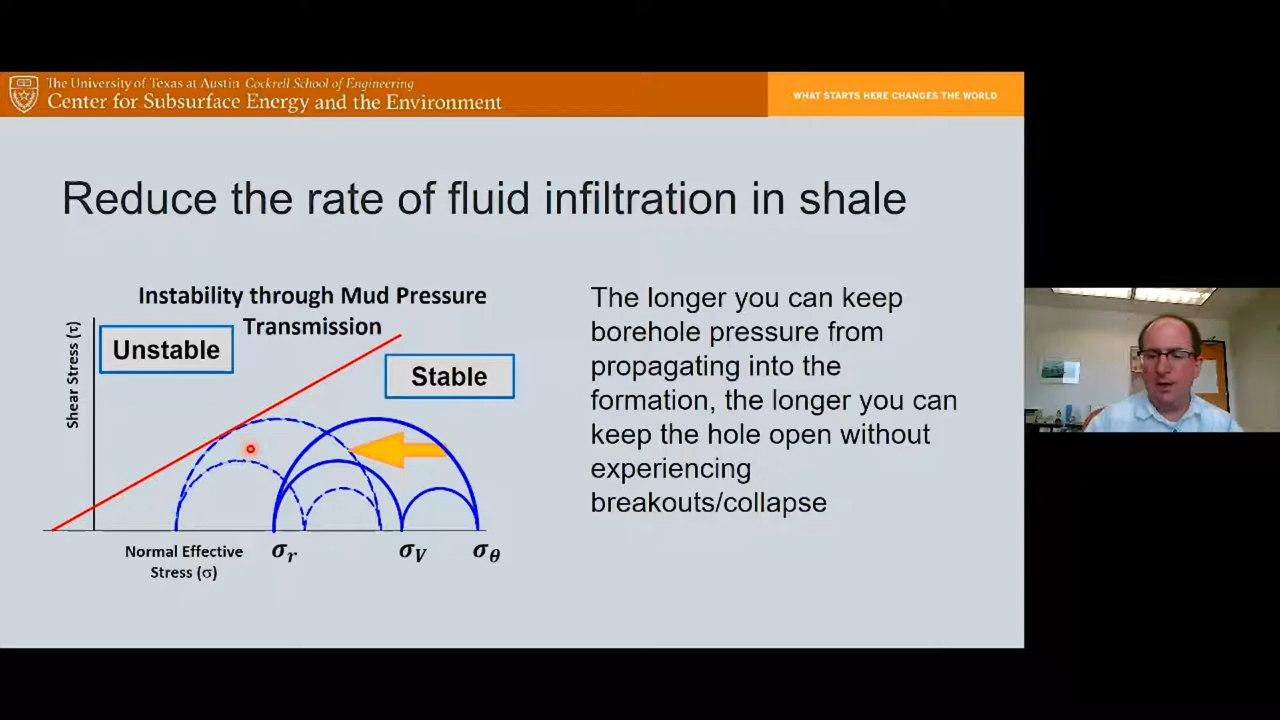 The University of Texas at Austin Cockrell School of Engineering
Center for Subsurface Energy and the Environment
WHAT STARTS HERE CHANGES THE WORLD
Reduce the rate of fluid infiltration in shale
Instability through Mud Pressure
Transmission
Shear Stress (τ)
Unstable
Stable
σr
σV
σθ
Normal Effective
Stress (σ)
The longer you can keep
borehole pressure from
propagating into the
formation, the longer you can
keep the hole open without
experiencing
breakouts/collapse